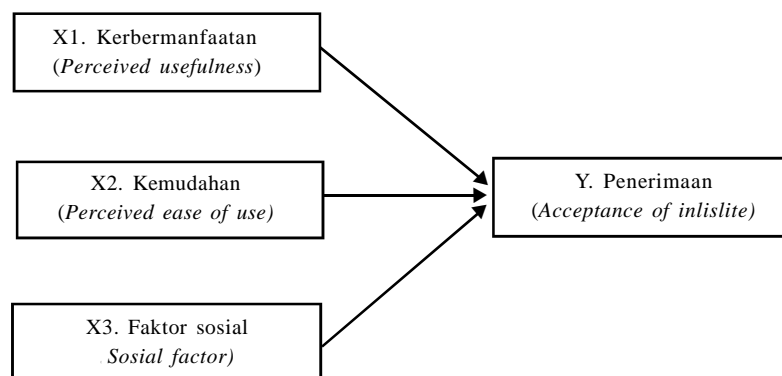 X1. Kerbermanfaatan
(Perceived usefulness)
X2. Kemudahan
(Perceived ease of use)
Y. Penerimaan
(Acceptance of inlislite)
X3. Faktor sosial
Sosial factor)